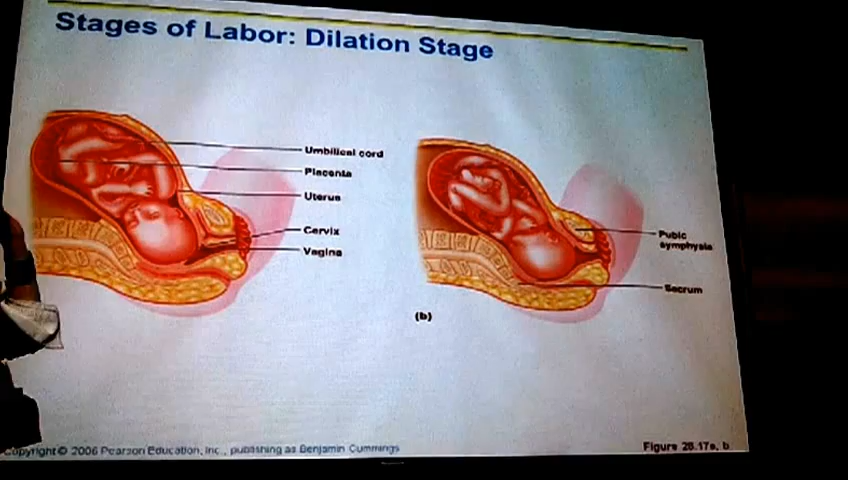 Stages of Labor: Dilation Stage
Umbilical cord
Placenta
Uterus
Cervix
Vagina
Pubic
symphysis
Sacrum
(b)
Copyright © 2006 Pearson Education, Inc., publishing as Benjamin Cummings
Figure 28.17a, b